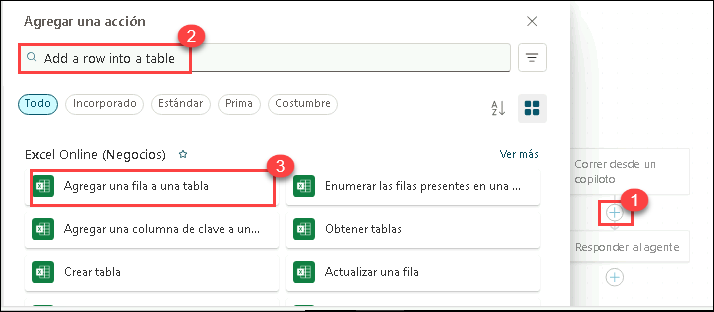 Agregar una acción
2
Add a row into a table
Todo
Incorporado
Estándar
Prima
Costumbre
Excel Online (Negocios)
Ver más
3
Agregar una fila a una tabla
Enumerar las filas presentes en una ...
Agregar una columna de clave a un...
Obtener tablas
Crear tabla
Actualizar una fila
Correr desde un
copiloto
1
Responder al agente